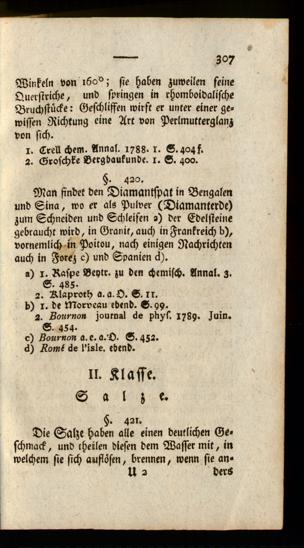 307
Winkeln von 160°; sie haben zuweilen feine
Querstriche, und springen in rhomboidalische
Bruchstücke: Geschliffen wirft er unter einer ge-
wissen Richtung eine Art von Perlmutterglanz
von sich.
1. Crell chem. Annal. 1788. 1. S. 404 f.
2. Groschke Bergbaukunde. 1. S. 400.
§. 420.
Man findet den Diamantspat in Bengalen
und Sina, wo er als Pulver (Diamanterde)
zum Schneiden und Schleifen a) der Edelsteine
gebraucht wird, in Granit, auch in Frankreich b),
vornemlich in Poitou, nach einigen Nachrichten
auch in Forez c) und Spanien d).
a) 1. Raspe Beytr. zu den chemisch. Annal. 3.
S. 485.
2. Klaproth a. a. O. S. 11.
b) 1. de Morveau ebend. S. 99.
2. Bournon journal de phys. 1789. Juin.
S. 454.
c) Bournon a. e. a. O. S. 452.
d) Romé de l'isle. ebend.
II. Klasse.
Salze.
§. 421.
Die Salze haben alle einen deutlichen Ge-
schmack, und theilen diesen dem Wasser mit, in
welchem sie sich auflösen, brennen, wenn sie an-
U 2 ders